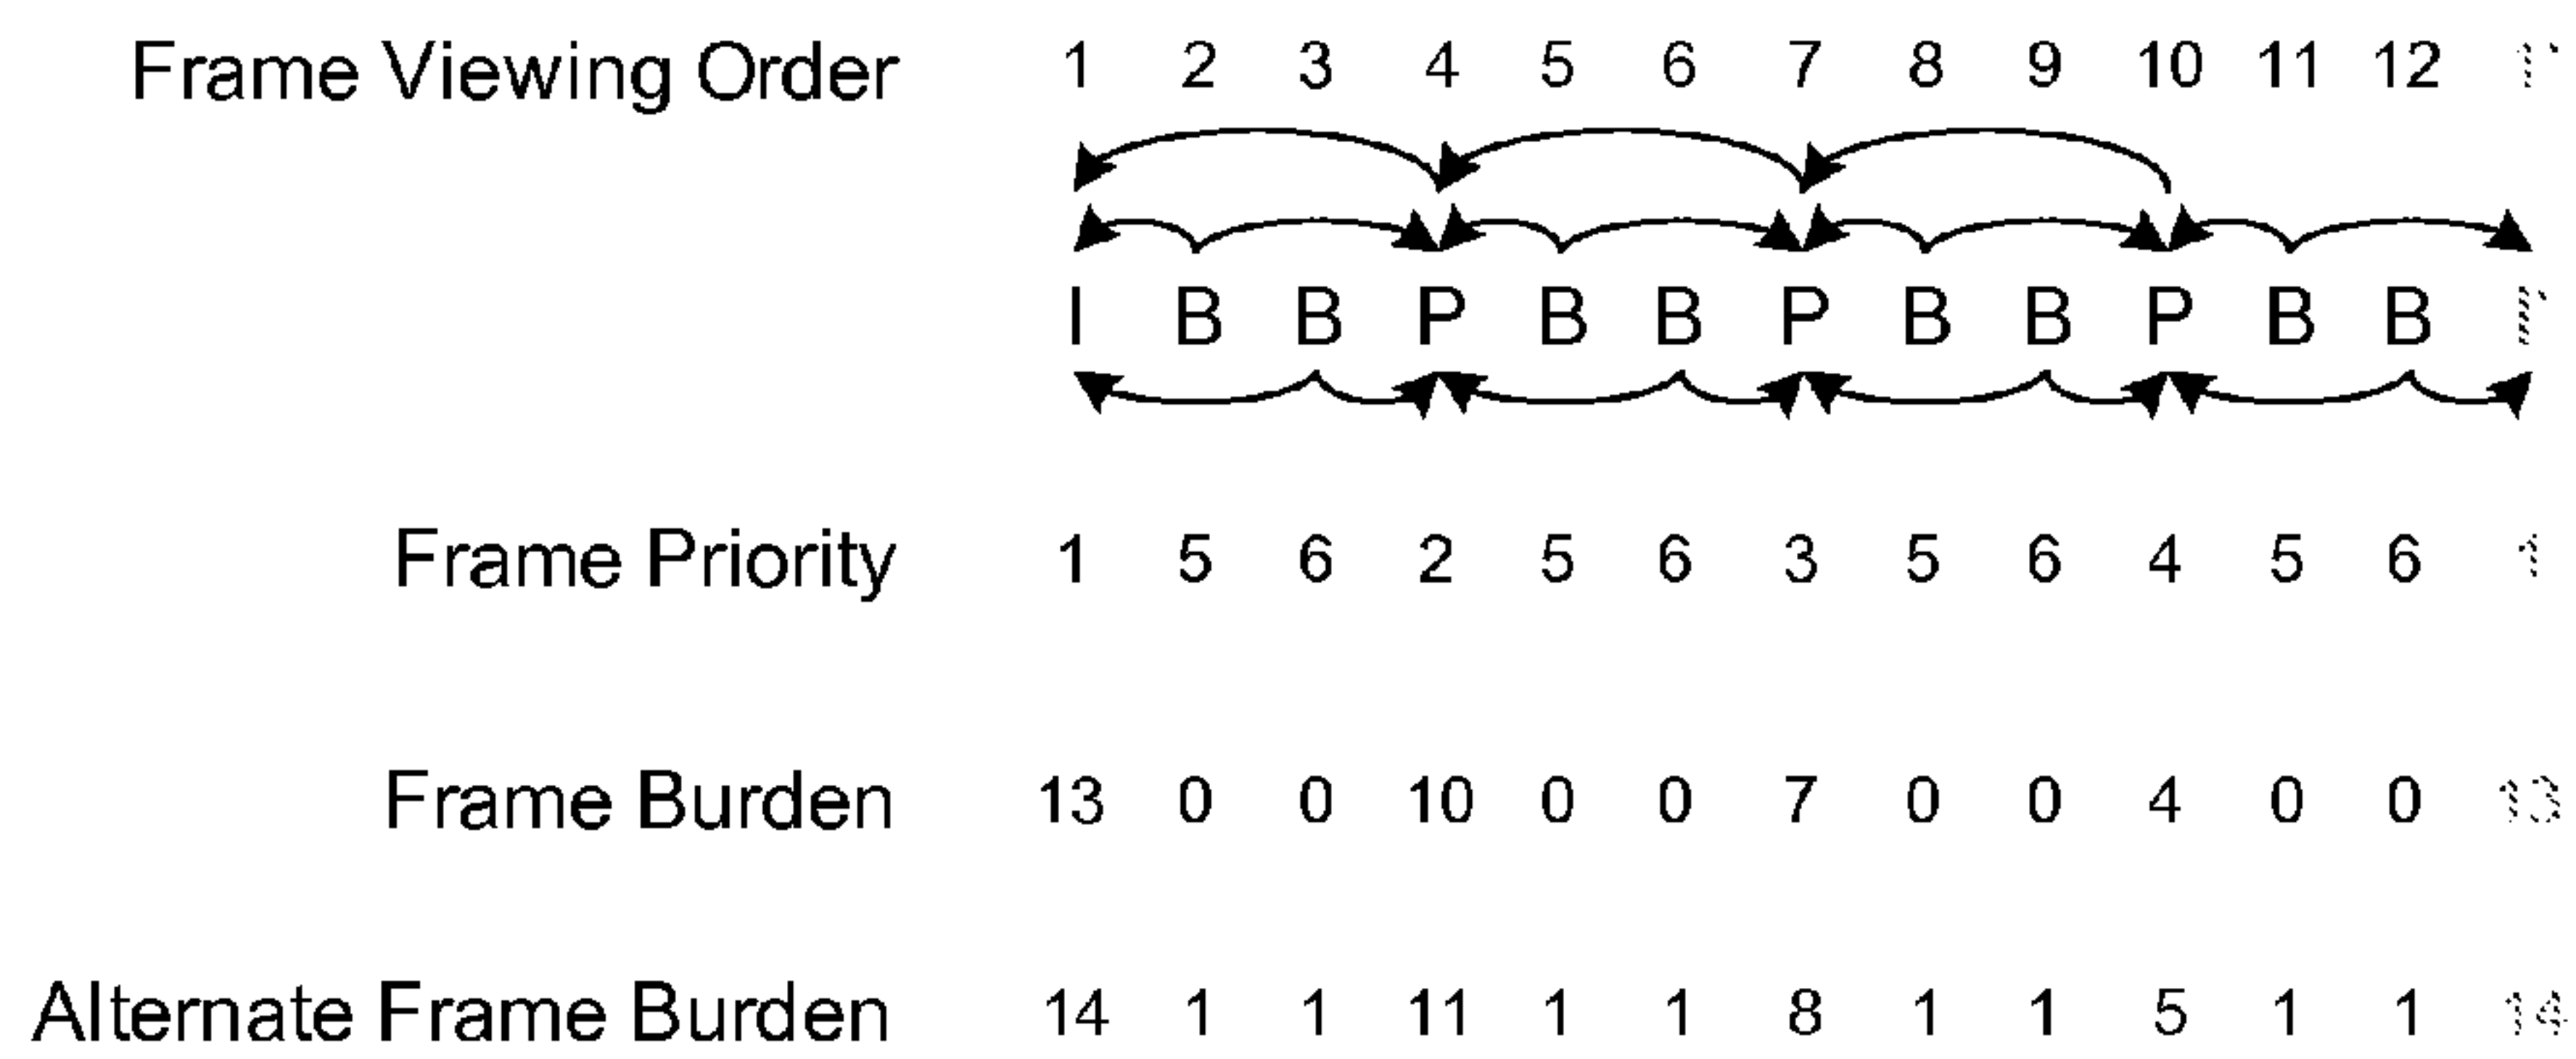 Frame Viewing Order 1 2 3 4 5 6 7 8 9 10 11 12
I B B P B B P B B P B B
Frame Priority 1 5 6 2 5 6 3 5 6 4 5 6 1
Frame Burden 13 0 0 10 0 0 7 0 0 4 0 0 13
Alternate Frame Burden 14 1 1 11 1 1 8 1 1 5 1 1 14